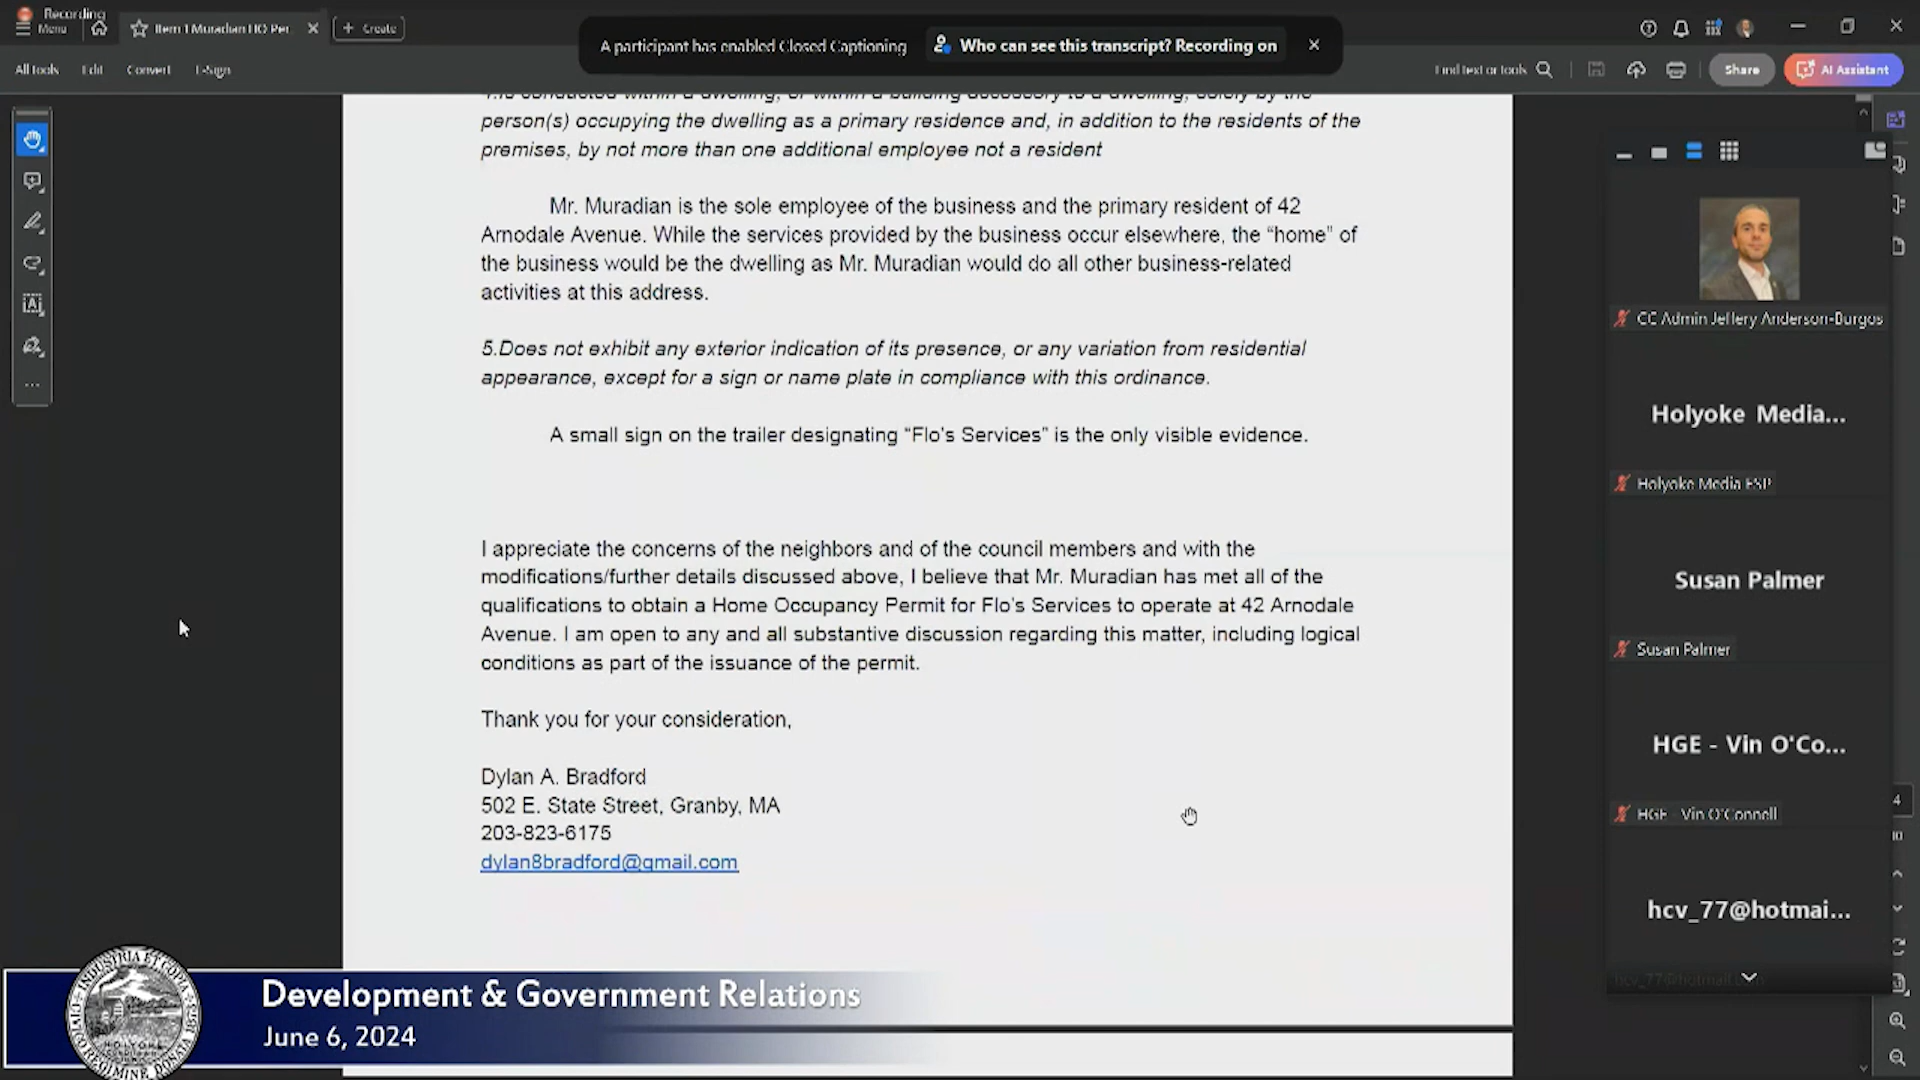 Recording
Menu
Create
A participant has enabled Closed Captioning
Who can see this transcript? Recording on
All tools
Edit
Convert
E-Sign
Find text or tools
Share
AI Assistant
person(s) occupying the dwelling as a primary residence and, in addition to the residents of the
premises, by not more than one additional employee not a resident
Mr. Muradian is the sole employee of the business and the primary resident of 42
Arnodale Avenue. While the services provided by the business occur elsewhere, the “home” of
the business would be the dwelling as Mr. Muradian would do all other business-related
activities at this address.
5.Does not exhibit any exterior indication of its presence, or any variation from residential
appearance, except for a sign or name plate in compliance with this ordinance.
A small sign on the trailer designating “Flo’s Services” is the only visible evidence.
I appreciate the concerns of the neighbors and of the council members and with the
modifications/further details discussed above, I believe that Mr. Muradian has met all of the
qualifications to obtain a Home Occupancy Permit for Flo’s Services to operate at 42 Arnodale
Avenue. I am open to any and all substantive discussion regarding this matter, including logical
conditions as part of the issuance of the permit.
Thank you for your consideration,
Dylan A. Bradford
502 E. State Street, Granby, MA
203-823-6175
dylan8bradford@gmail.com
CC Admin Jeffery Anderson-Burgos
Holyoke Media...
Holyoke Media ESP
Susan Palmer
Susan Palmer
HGE - Vin O'Co...
HGE - Vin O'Connell
hcv_77@hotmai...
hcv_77@hotmail.com
4
10
Development & Government Relations
June 6, 2024